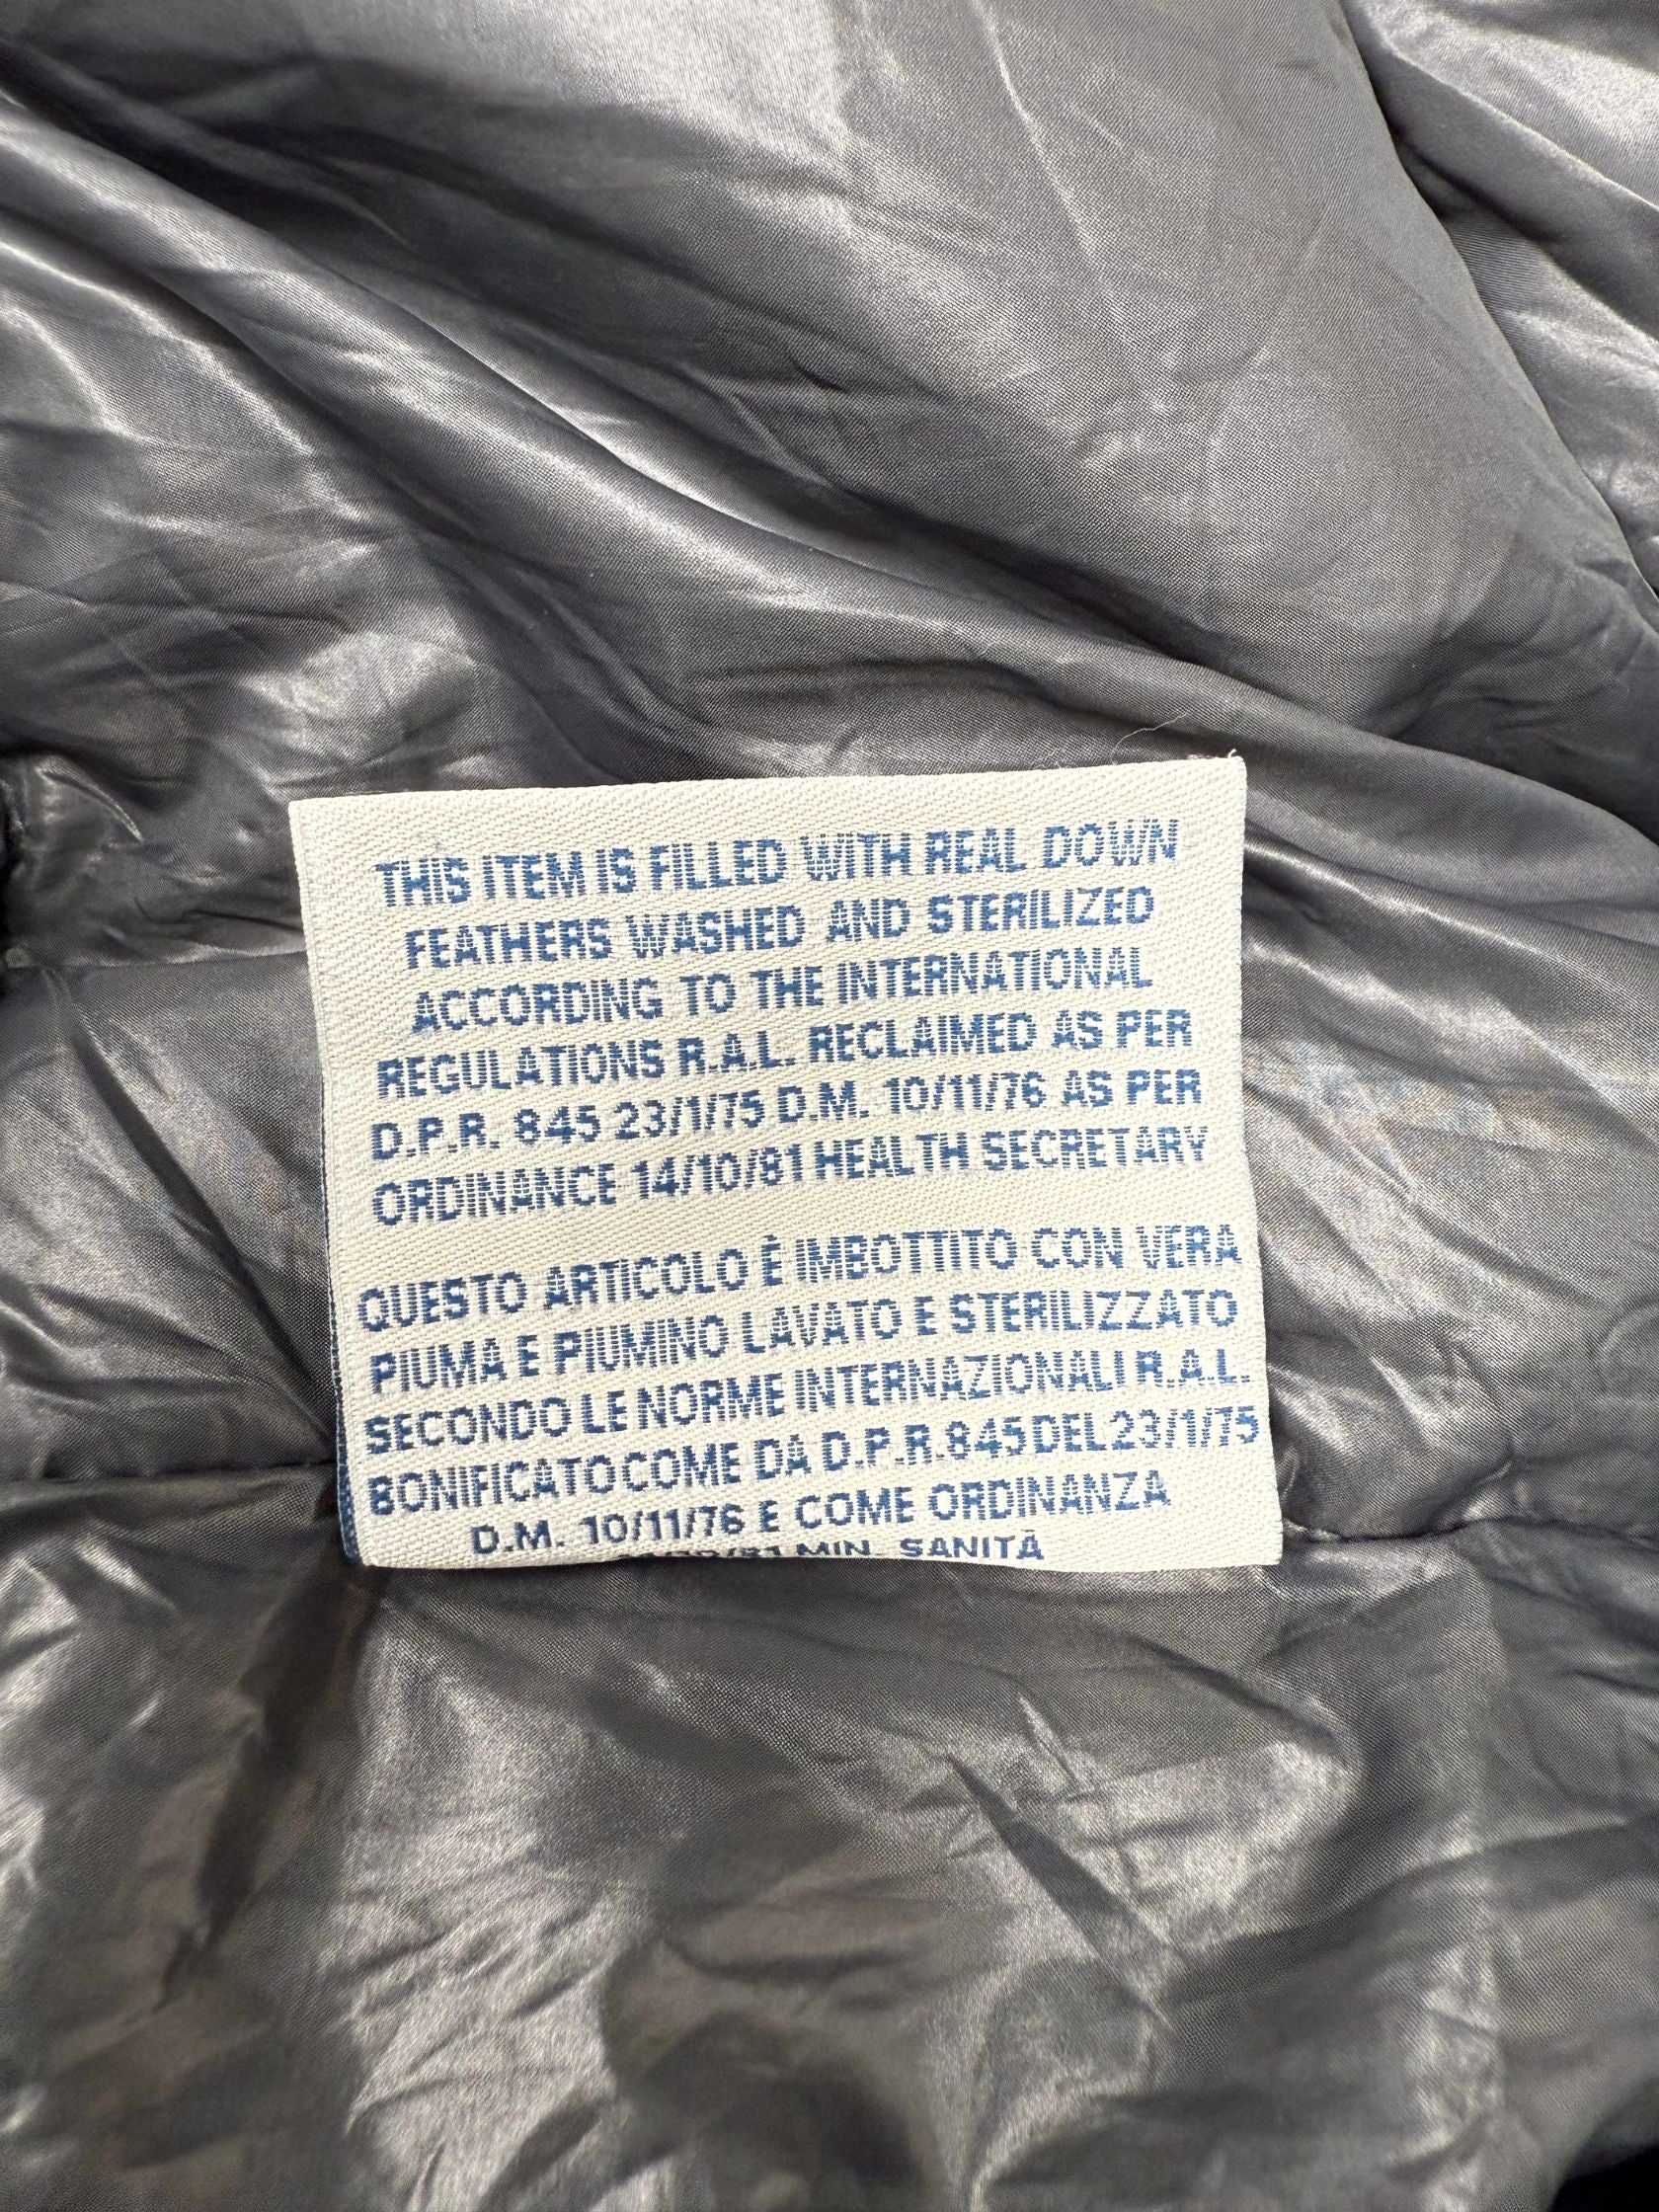 THIS ITEM IS FILLED WITH REAL DOWN
FEATHERS WASHED AND STERILIZED
ACCORDING TO THE INTERNATIONAL
REGULATIONS R.A.L. RECLAIMED AS PER
D.P.R. 845 23/1/75 D.M. 10/11/76 AS PER
ORDINANCE 14/10/81 HEALTH SECRETARY
QUESTO ARTICOLO È IMBOTTITO CON VERA
PIUMA E PIUMINO LAVATO E STERILIZZATO
SECONDO LE NORME INTERNAZIONALI R.A.L.
BONIFICATO COME DA D.P.R. 845 DEL 23/1/75
D.M. 10/11/76 E COME ORDINANZA
MIN. SANITÀ